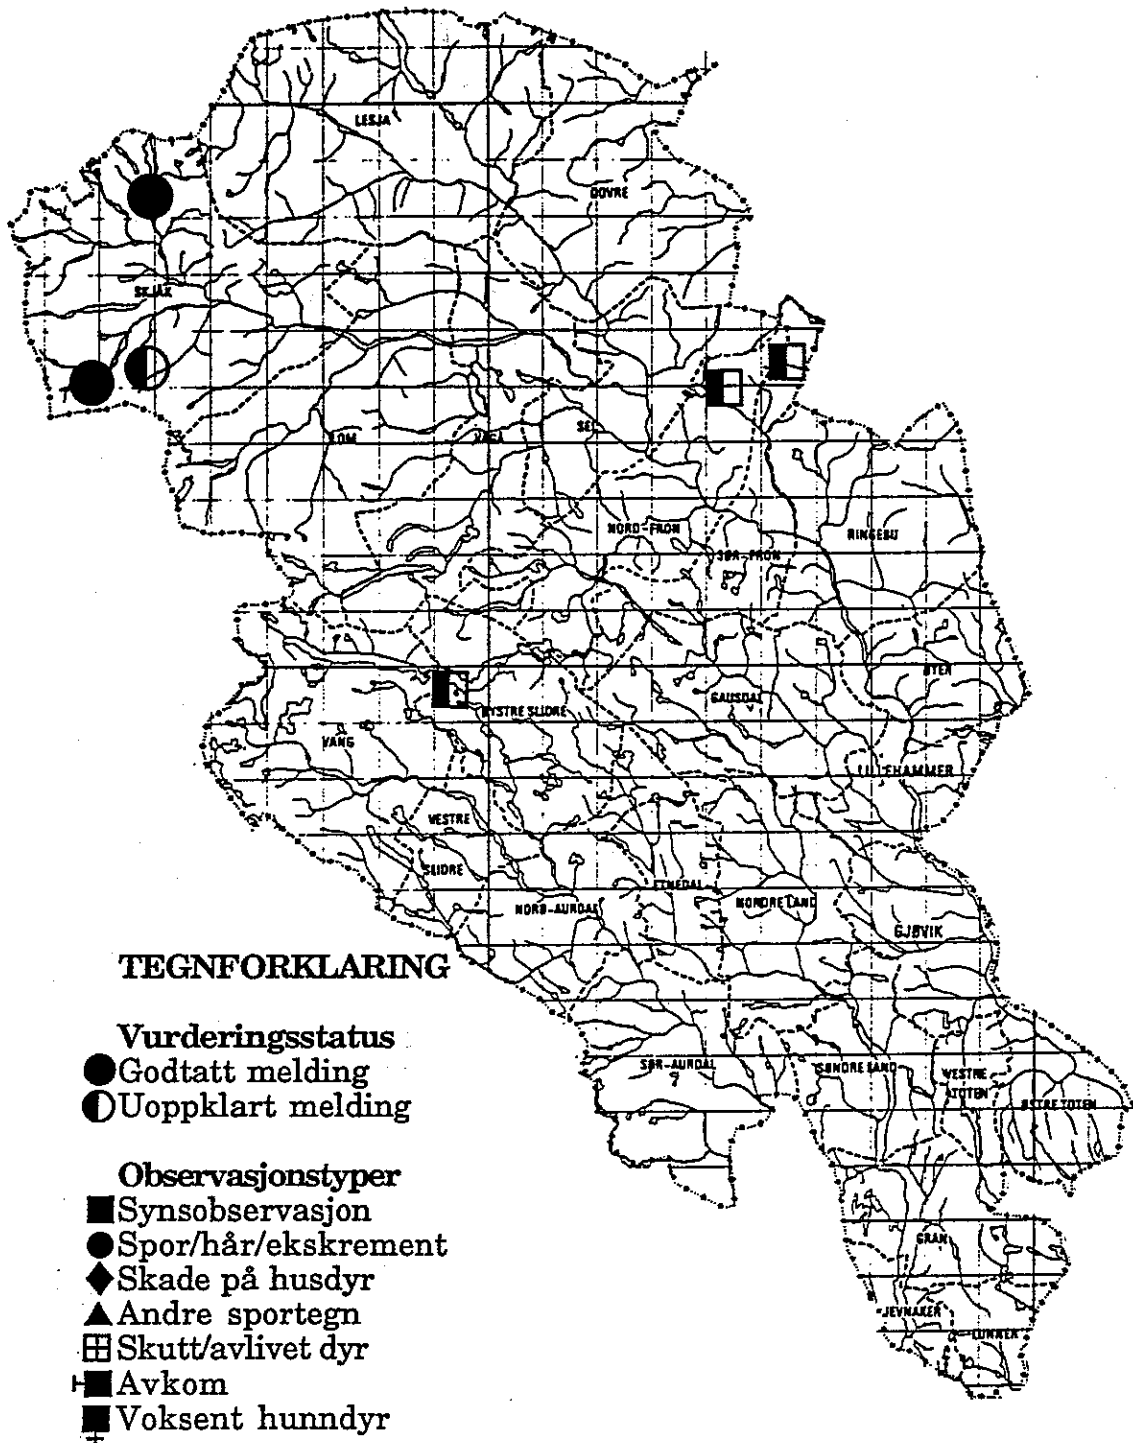 LESJA
DOVRE
SKJÅK
LOM
VÅGÅ
SEL
NORD-FRON
SØR-FRON
RINGEBU
ØYER
GAUSDAL
ØYSTRE SLIDRE
VANG
LILLEHAMMER
VESTRE
SLIDRE
ETNEDAL
NORD-AURDAL
NORDRE LAND
GJØVIK
TEGNFORKLARING
Vurderingsstatus
Godtatt melding
Uoppklart melding
SØR-AURDAL
SØNDRE LAND
VESTRE
TOTEN
ØSTRE TOTEN
Observasjonstyper
Synsobservasjon
Spor/hår/ekskrement
Skade på husdyr
Andre sportegn
Skutt/avlivet dyr
Avkom
Voksent hunndyr
GRAN
JEVNAKER
LUNNER